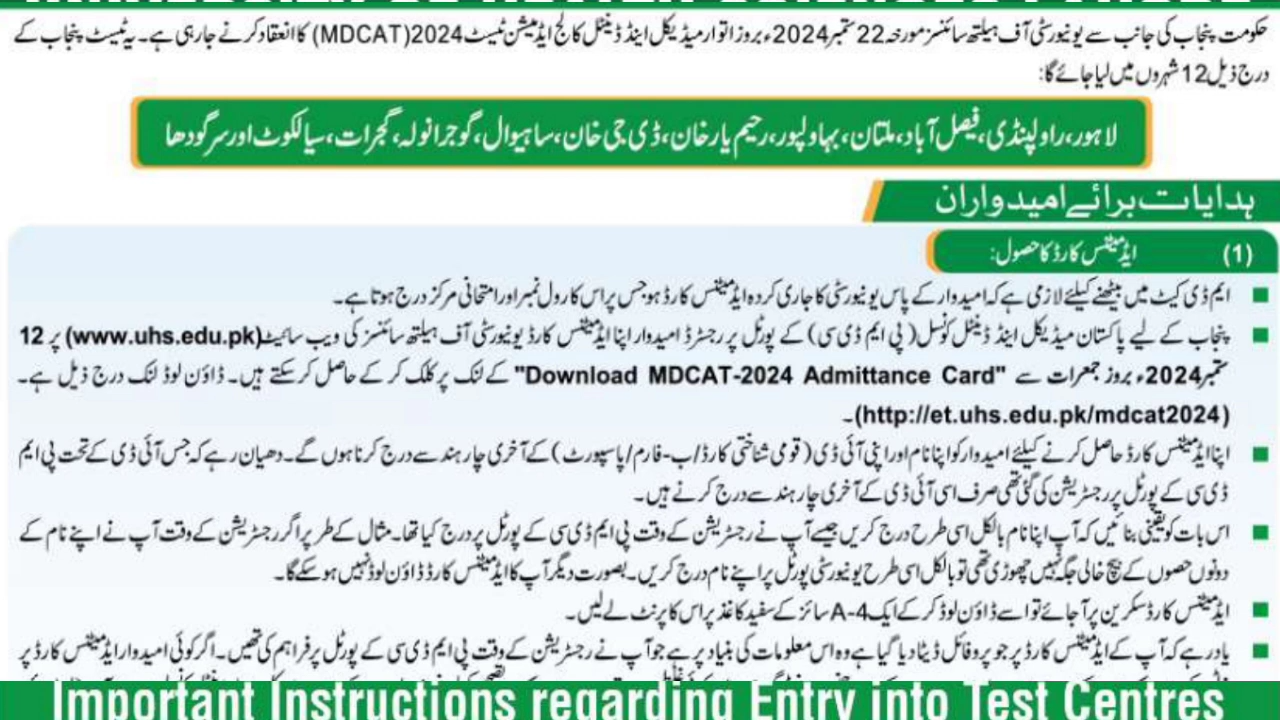 حکومت پنجاب کی جانب سے یونیورسٹی آف ہیلتھ سائنسز مورخہ 22 ستمبر 2024ء بروز اتوار میڈیکل اینڈ ڈینٹل کالج ایڈمیشن ٹیسٹ 2024 (MDCAT) کا انعقاد کرنے جارہی ہے۔ یہ ٹیسٹ پنجاب کے
درج ذیل 12 شہروں میں لیا جائے گا:
لاہور، راولپنڈی، فیصل آباد، ملتان، بہاولپور، رحیم یارخان، ڈی جی خان، ساہیوال، گوجرانولہ، گجرات، سیالکوٹ اور سرگودھا
ہدایات برائے امیدواران
(1) ایڈمیٹنس کارڈ کا حصول:
ایم ڈی کیٹ میں بیٹھنے کیلئے لازمی ہے کہ امیدوار کے پاس یونیورسٹی کا جاری کردہ ایڈمیٹنس کارڈ ہو جس پر اس کا رول نمبر اور امتحانی مرکز درج ہوتا ہے۔
پنجاب کے لیے پاکستان میڈیکل اینڈ ڈینٹل کونسل (پی ایم ڈی سی) کے پورٹل پر رجسٹرڈ امیدوار اپنا ایڈمیٹنس کارڈ یونیورسٹی آف ہیلتھ سائنسز کی ویب سائیٹ (www.uhs.edu.pk) پر 12
ستمبر 2024ء بروز جمعرات سے "Download MDCAT-2024 Admittance Card" کے لنک پر کلک کر کے حاصل کرسکتے ہیں۔ ڈاؤن لوڈ لنک درج ذیل ہے۔
(http://et.uhs.edu.pk/mdcat2024)۔
اپنا ایڈمیٹنس کارڈ حاصل کرنے کیلئے امیدوار کو اپنا نام اور اپنی آئی ڈی (قومی شناختی کارڈ/ب-فارم/پاسپورٹ) کے آخری چار ہندسے درج کرنا ہوں گے۔ دھیان رہے کہ جس آئی ڈی کے تحت پی ایم
ڈی سی کے پورٹل پر رجسٹریشن کی گئی تھی صرف اسی آئی ڈی کے آخری چار ہندسے درج کرنے ہیں۔
اس بات کو یقینی بنائیں کہ آپ اپنا نام بالکل اسی طرح درج کریں جیسے آپ نے رجسٹریشن کے وقت پی ایم ڈی سی کے پورٹل پر درج کیا تھا۔ مثال کے طر پر اگر رجسٹریشن کے وقت آپ نے اپنے نام کے
دونوں حصوں کے بیچ خالی جگہ نہیں چھوڑی تھی تو بالکل اسی طرح یونیورسٹی پورٹل پر اپنے نام درج کریں۔ بصورت دیگر آپ کا ایڈمیٹنس کارڈ ڈاؤن لوڈ نہیں ہوسکے گا۔
ایڈمیٹنس کارڈ سکرین پر آجائے تو اسے ڈاؤن لوڈ کر کے ایک A-4 سائز کے سفید کاغذ پر اس کا پرنٹ لے لیں۔
یاد رہے کہ آپ کے ایڈمیٹنس کارڈ پر جو پروفائل ڈیٹا دیا گیا ہے وہ اس معلومات کی بنیاد پر ہے جو آپ نے رجسٹریشن کے وقت پی ایم ڈی سی کے پورٹل پر فراہم کی تھیں۔ اگر کوئی امیدوار ایڈمیٹنس کارڈ پر
Important Instructions regarding Entry into Test Centres